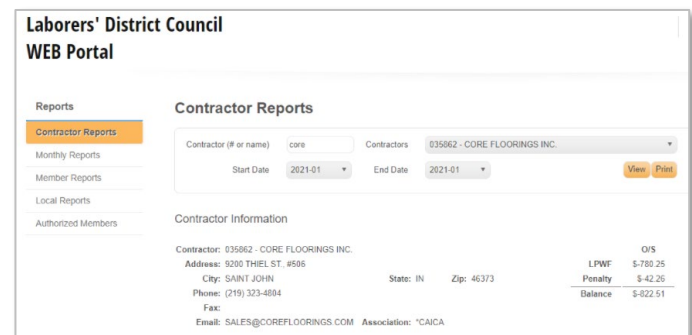 Laborers' District Council
WEB Portal
Reports
Contractor Reports
Monthly Reports
Member Reports
Local Reports
Authorized Members
Contractor Reports
Contractor (# or name) core Contractors 035862 - CORE FLOORINGS INC.
Start Date 2021-01 End Date 2021-01 View Print
Contractor Information
Contractor: 035862 - CORE FLOORINGS INC. O/S
Address: 9200 THIEL ST., #506 LPWF $-780.25
City: SAINT JOHN State: IN Zip: 46373 Penalty $-42.26
Phone: (219) 323-4804 Balance $-822.51
Fax:
Email: SALES@COREFLOORINGS.COM Association: *CAICA